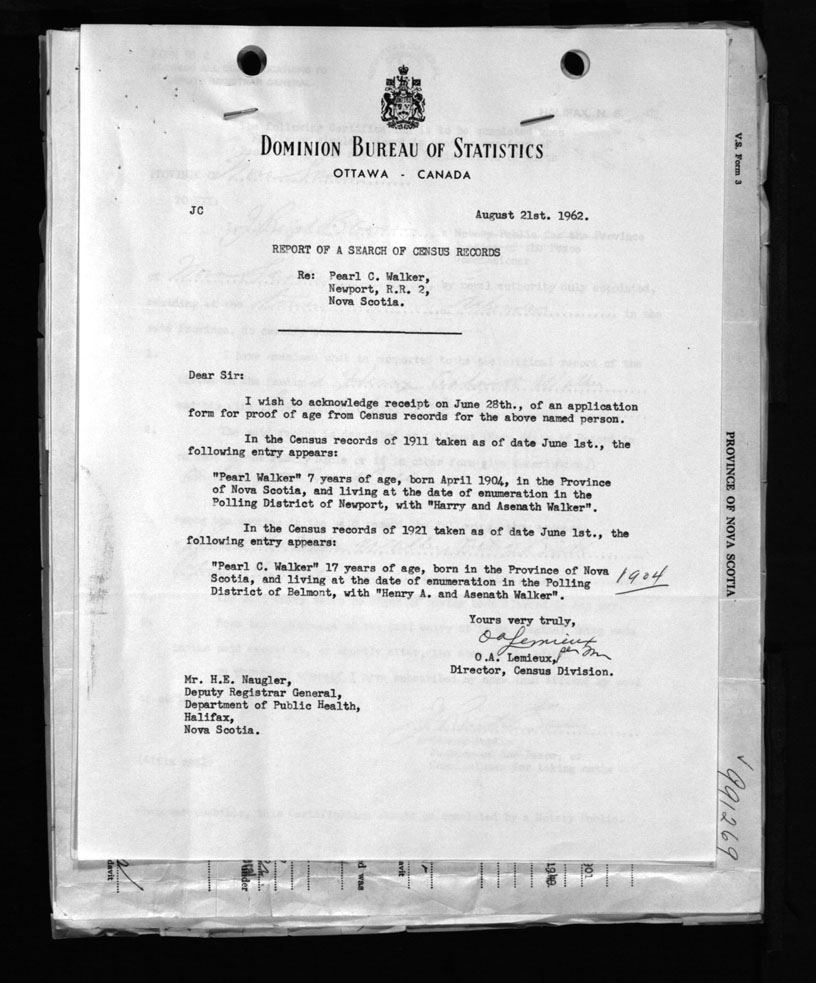 DOMINION BUREAU OF STATISTICS
OTTAWA - CANADA
JC
August 21st. 1962.
REPORT OF A SEARCH OF CENSUS RECORDS
Re: Pearl C. Walker,
Newport, R.R. 2,
Nova Scotia.
Dear Sir:
I wish to acknowledge receipt on June 28th., of an application
form for proof of age from Census records for the above named person.
In the Census records of 1911 taken as of date June 1st., the
following entry appears:
"Pearl Walker" 7 years of age, born April 1904, in the Province
of Nova Scotia, and living at the date of enumeration in the
Polling District of Newport, with "Harry and Asenath Walker".
In the Census records of 1921 taken as of date June 1st., the
following entry appears:
"Pearl C. Walker" 17 years of age, born in the Province of Nova
Scotia, and living at the date of enumeration in the Polling
District of Belmont, with "Henry A. and Asenath Walker".
1904
Yours very truly,
O A Lemieux
per
O.A. Lemieux,
Director, Census Division.
Mr. H.E. Naugler,
Deputy Registrar General,
Department of Public Health,
Halifax,
Nova Scotia.
V.S. Form 3
PROVINCE OF NOVA SCOTIA
991269
davit
davit